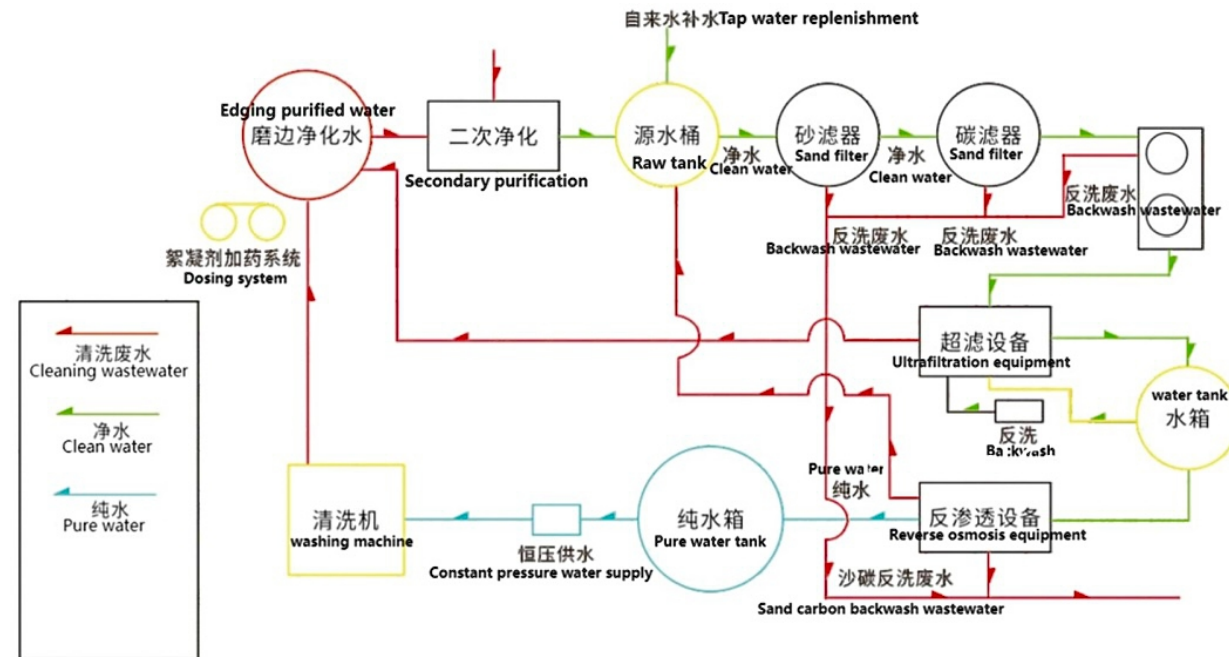 自来水补水Tap water replenishment
Edging purified water
磨边净化水
二次净化
Secondary purification
源水桶
Raw tank
净水
Clean water
砂滤器
Sand filter
净水
Clean water
碳滤器
Sand filter
反洗废水
Backwash wastewater
反洗废水
Backwash wastewater
反洗废水
Backwash wastewater
絮凝剂加药系统
Dosing system
清洗废水
Cleaning wastewater
净水
Clean water
纯水
Pure water
超滤设备
Ultrafiltration equipment
water tank
水箱
反洗
Backwash
Pure water
纯水
清洗机
washing machine
恒压供水
Constant pressure water supply
纯水箱
Pure water tank
反渗透设备
Reverse osmosis equipment
沙碳反洗废水
Sand carbon backwash wastewater